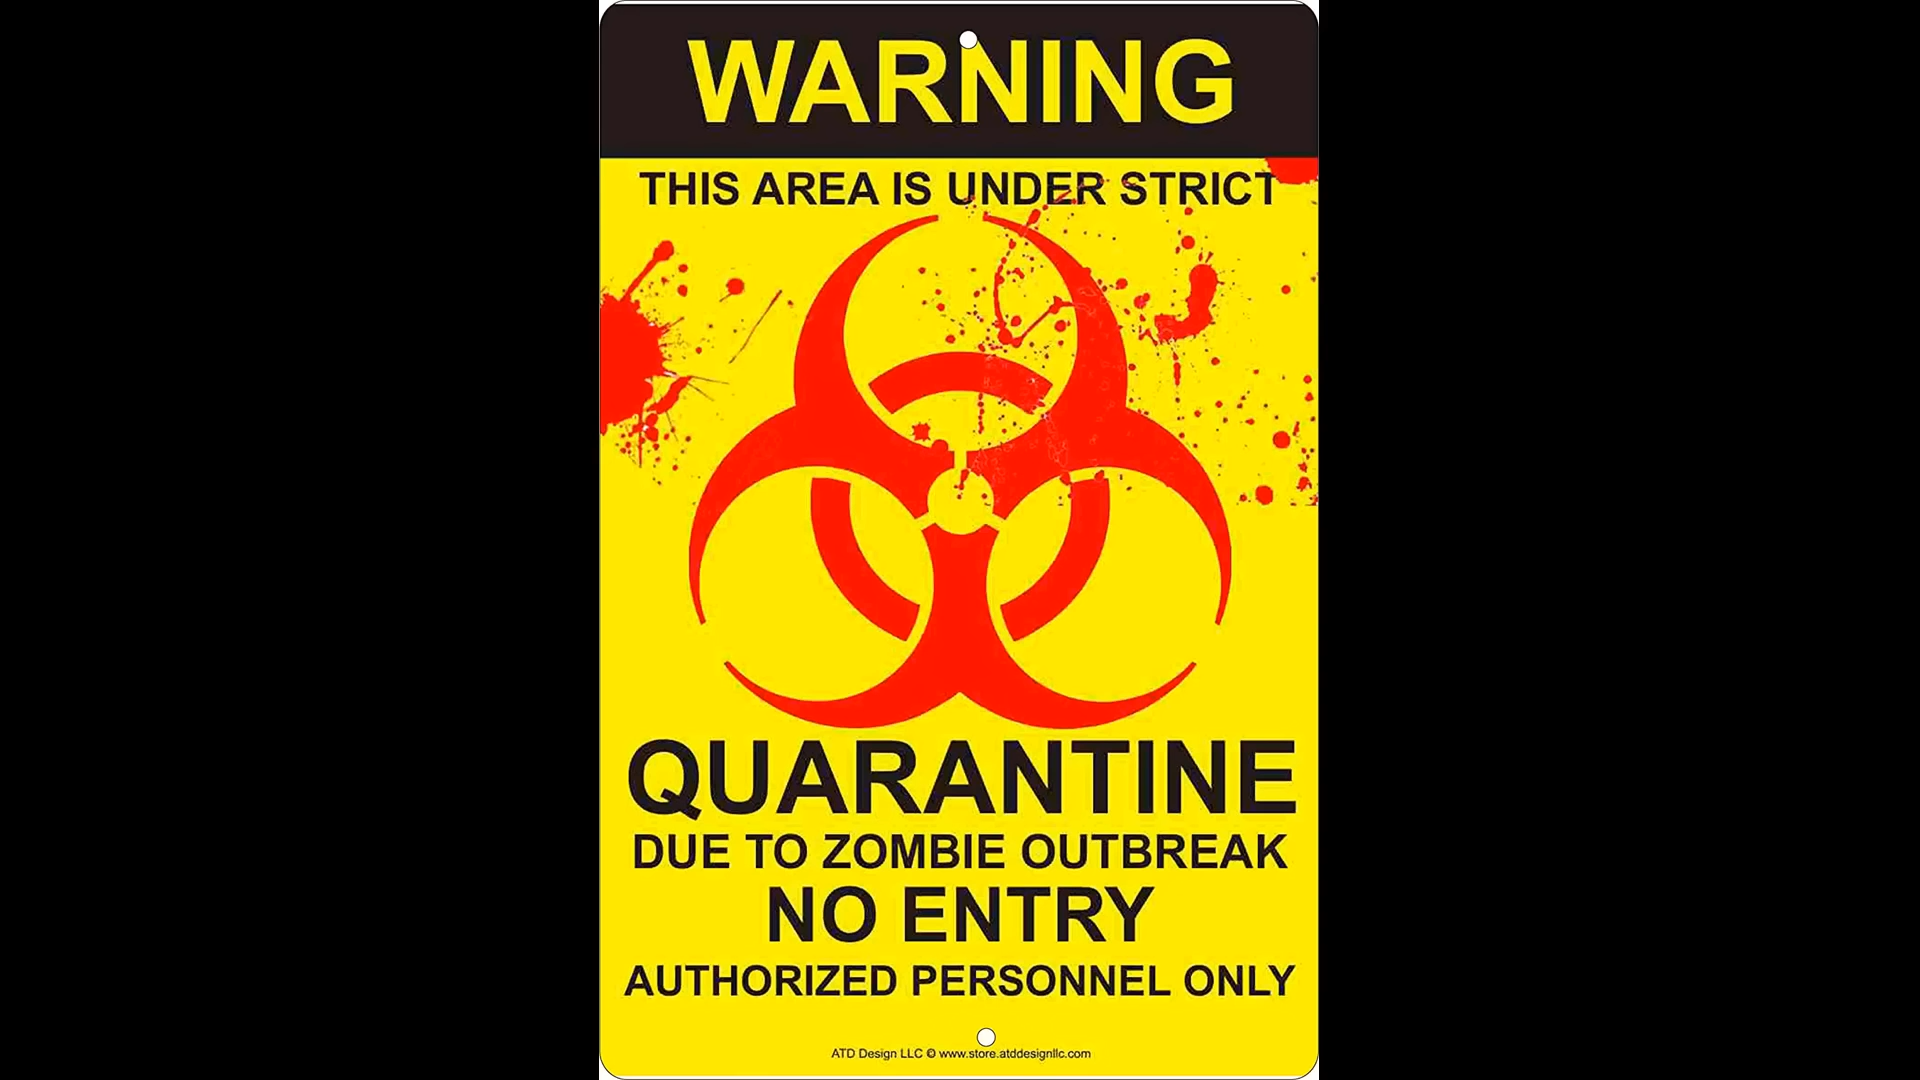 WARNING
THIS AREA IS UNDER STRICT
QUARANTINE
DUE TO ZOMBIE OUTBREAK
NO ENTRY
AUTHORIZED PERSONNEL ONLY
ATD Design LLC © www.store.atddesignllc.com